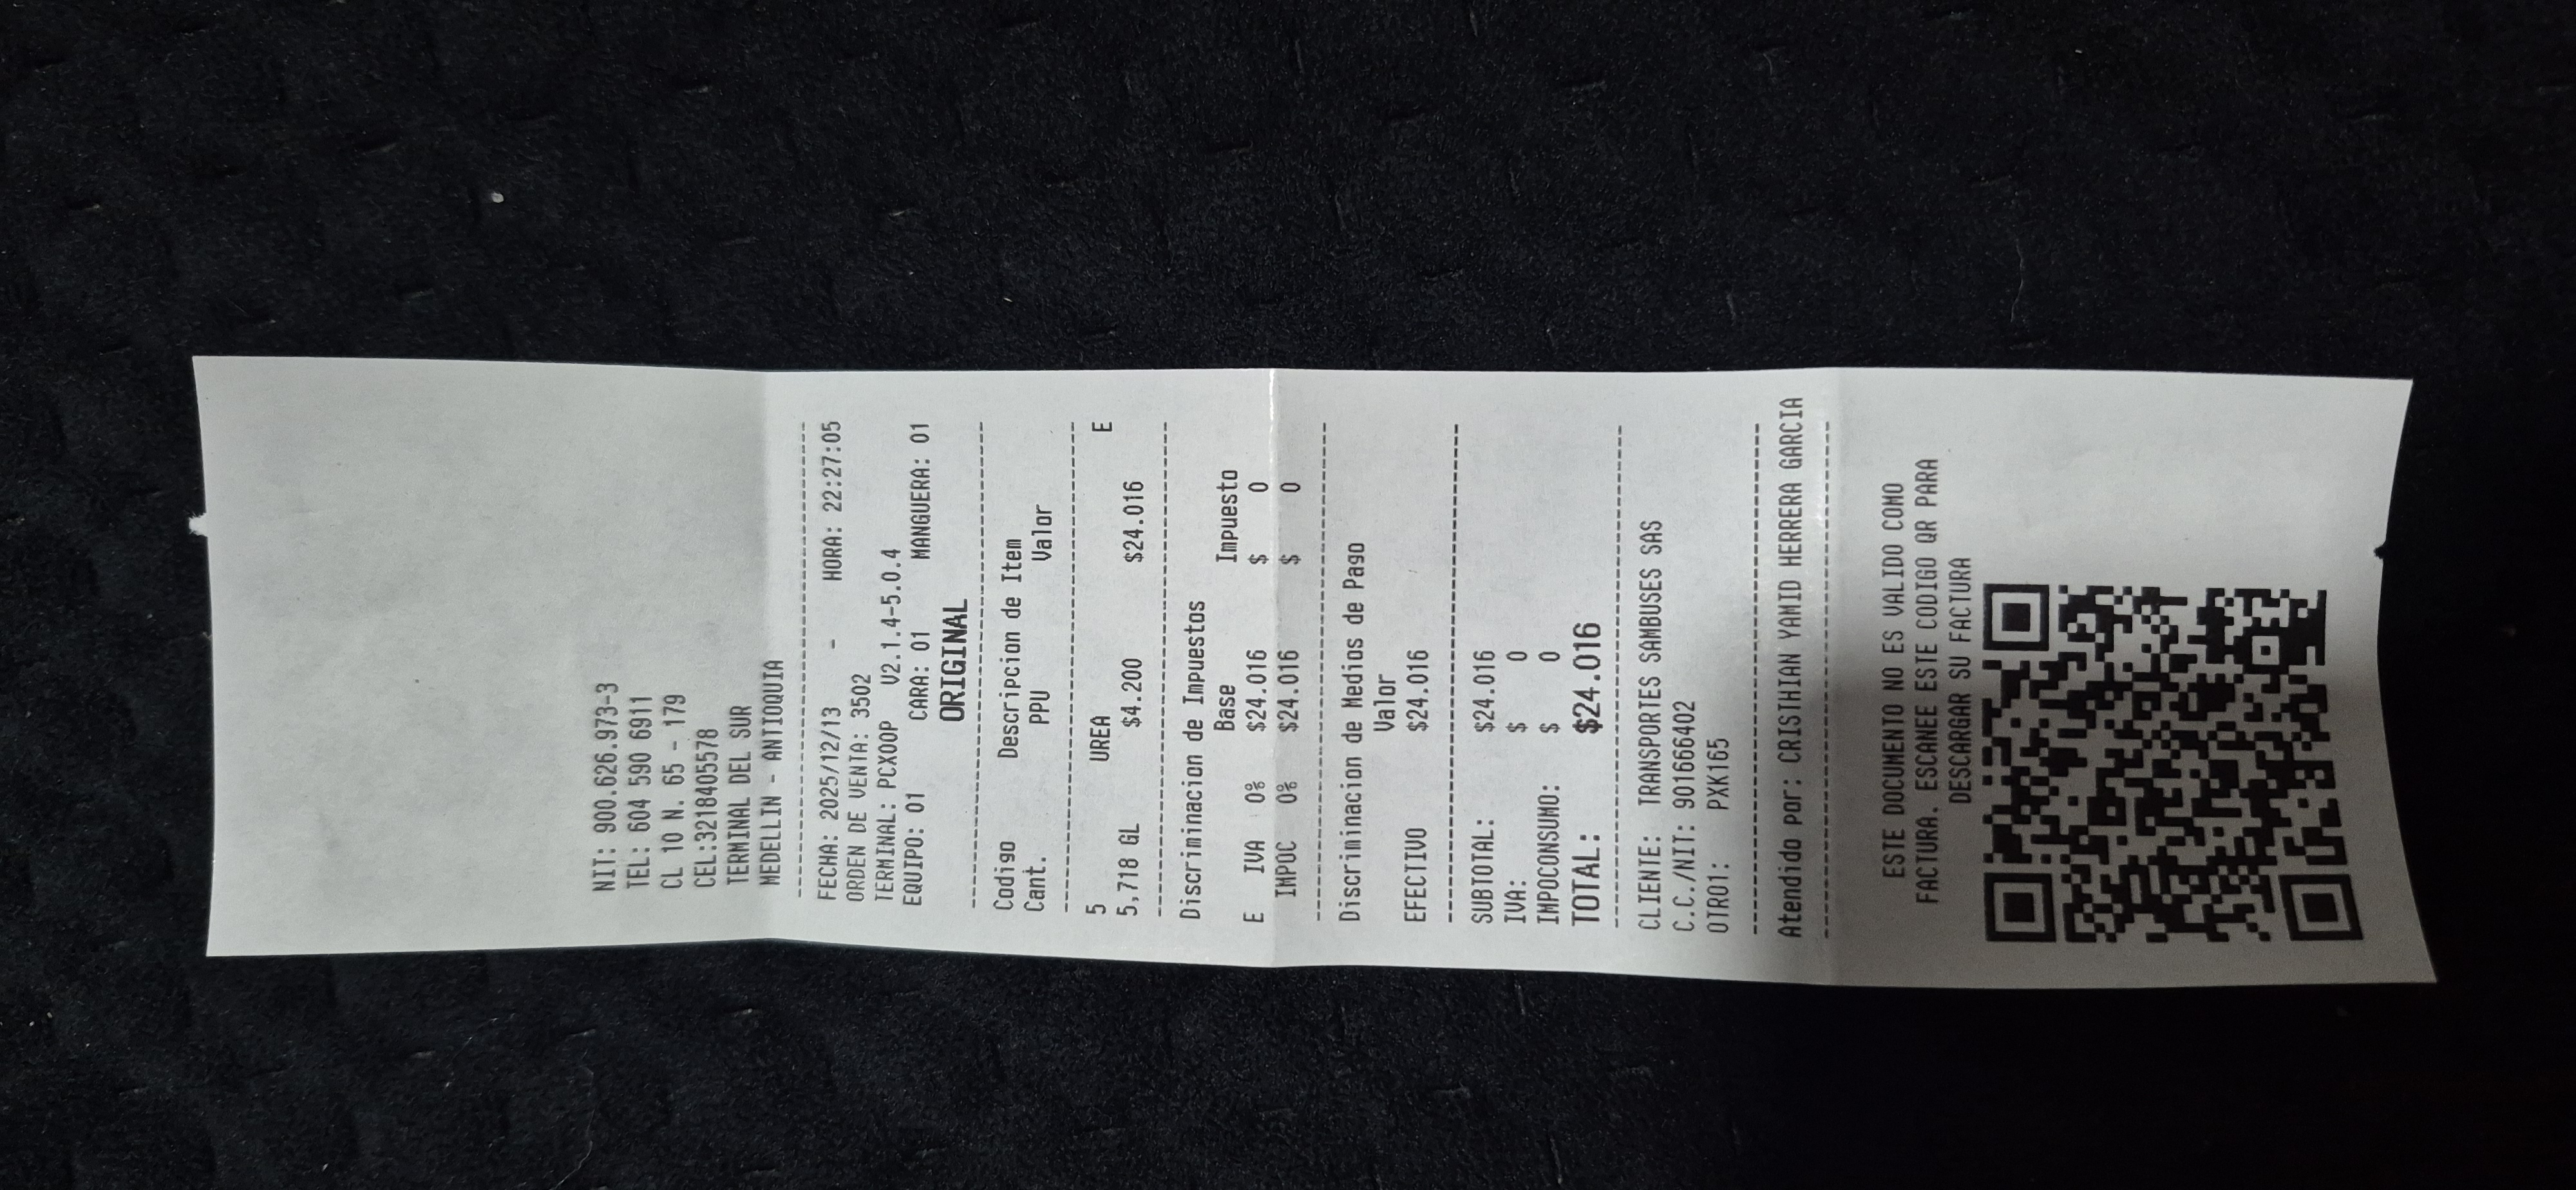 NIT: 900.626.973-3
TEL: 604 590 6911
CL 10 N. 65 - 179
CEL:3218405578
TERMINAL DEL SUR
MEDELLIN - ANTIOQUIA
FECHA: 2025/12/13 - HORA: 22:27:05
ORDEN DE VENTA: 3502
TERMINAL: PCXOOP V2.1.4-5.0.4
EQUIPO: 01 CARA: 01 MANGUERA: 01
ORIGINAL
Codigo Descripcion de Item
Cant. PPU Valor
5 UREA E
5,718 GL $4.200 $24.016
Discriminacion de Impuestos
Base Impuesto
E IVA 0% $24.016 $ 0
IMPOC 0% $24.016 $ 0
Discriminacion de Medios de Pago
Valor
EFECTIVO $24.016
SUBTOTAL: $24.016
IVA: $ 0
IMPOCONSUMO: $ 0
TOTAL: $24.016
CLIENTE: TRANSPORTES SAMBUSES SAS
C.C./NIT: 901666402
OTRO1: PXK165
Atendido por: CRISTHIAN YAMID HERRERA GARCIA
ESTE DOCUMENTO NO ES VALIDO COMO
FACTURA. ESCANEE ESTE CODIGO QR PARA
DESCARGAR SU FACTURA